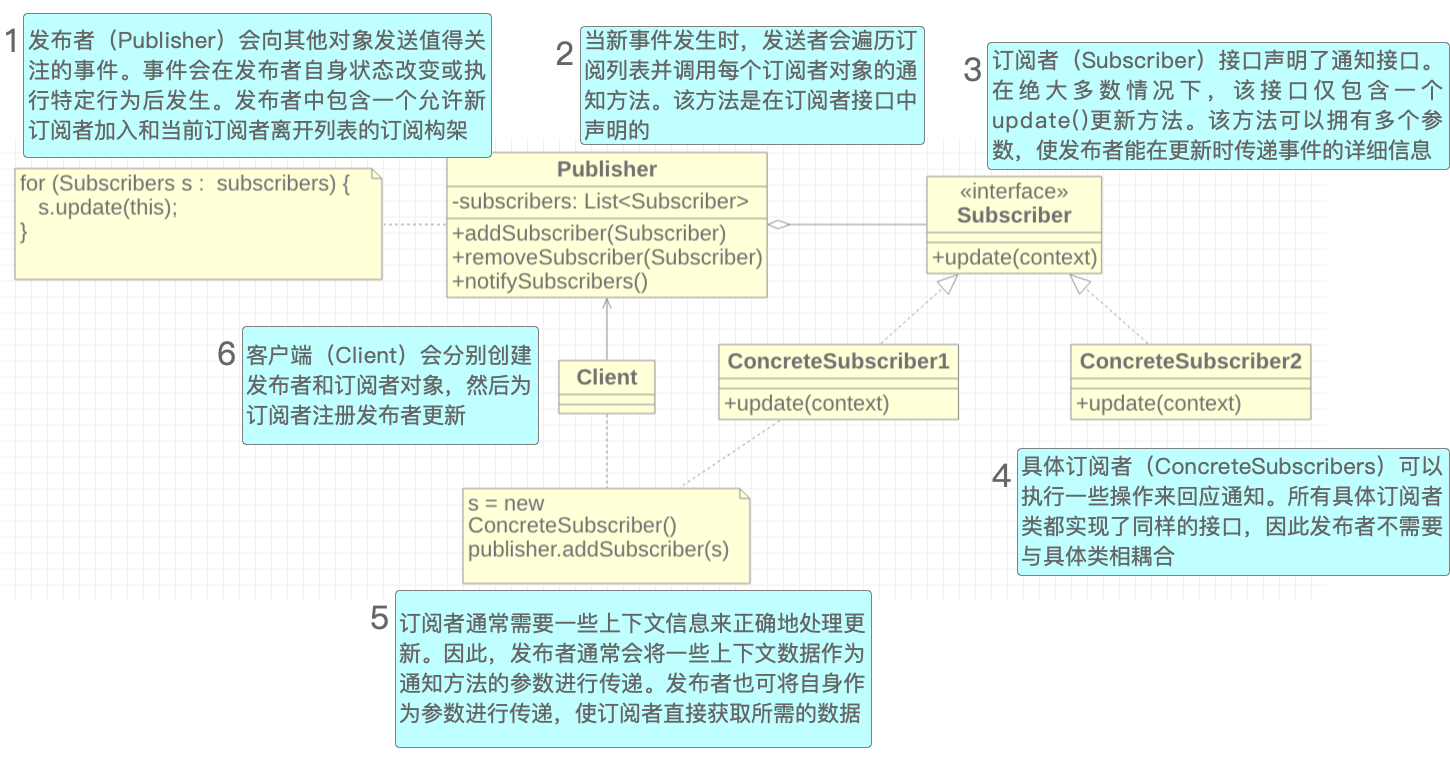 1
发布者（Publisher）会向其他对象发送值得关
注的事件。事件会在发布者自身状态改变或执
行特定行为后发生。发布者中包含一个允许新
订阅者加入和当前订阅者离开列表的订阅构架
2
当新事件发生时，发送者会遍历订
阅列表并调用每个订阅者对象的通
知方法。该方法是在订阅者接口中
声明的
3
订阅者（Subscriber）接口声明了通知接口。
在绝大多数情况下，该接口仅包含一个
update()更新方法。该方法可以拥有多个参
数，使发布者能在更新时传递事件的详细信息
for (Subscribers s :  subscribers) {
   s.update(this);
}
Publisher
-subscribers: List<Subscriber>
+addSubscriber(Subscriber)
+removeSubscriber(Subscriber)
+notifySubscribers()
«interface»
Subscriber
+update(context)
6
客户端（Client）会分别创建
发布者和订阅者对象，然后为
订阅者注册发布者更新
Client
ConcreteSubscriber1
+update(context)
ConcreteSubscriber2
+update(context)
4
具体订阅者（ConcreteSubscribers）可以
执行一些操作来回应通知。所有具体订阅者
类都实现了同样的接口，因此发布者不需要
与具体类相耦合
s = new
ConcreteSubscriber()
publisher.addSubscriber(s)
5
订阅者通常需要一些上下文信息来正确地处理更
新。因此，发布者通常会将一些上下文数据作为
通知方法的参数进行传递。发布者也可将自身作
为参数进行传递，使订阅者直接获取所需的数据